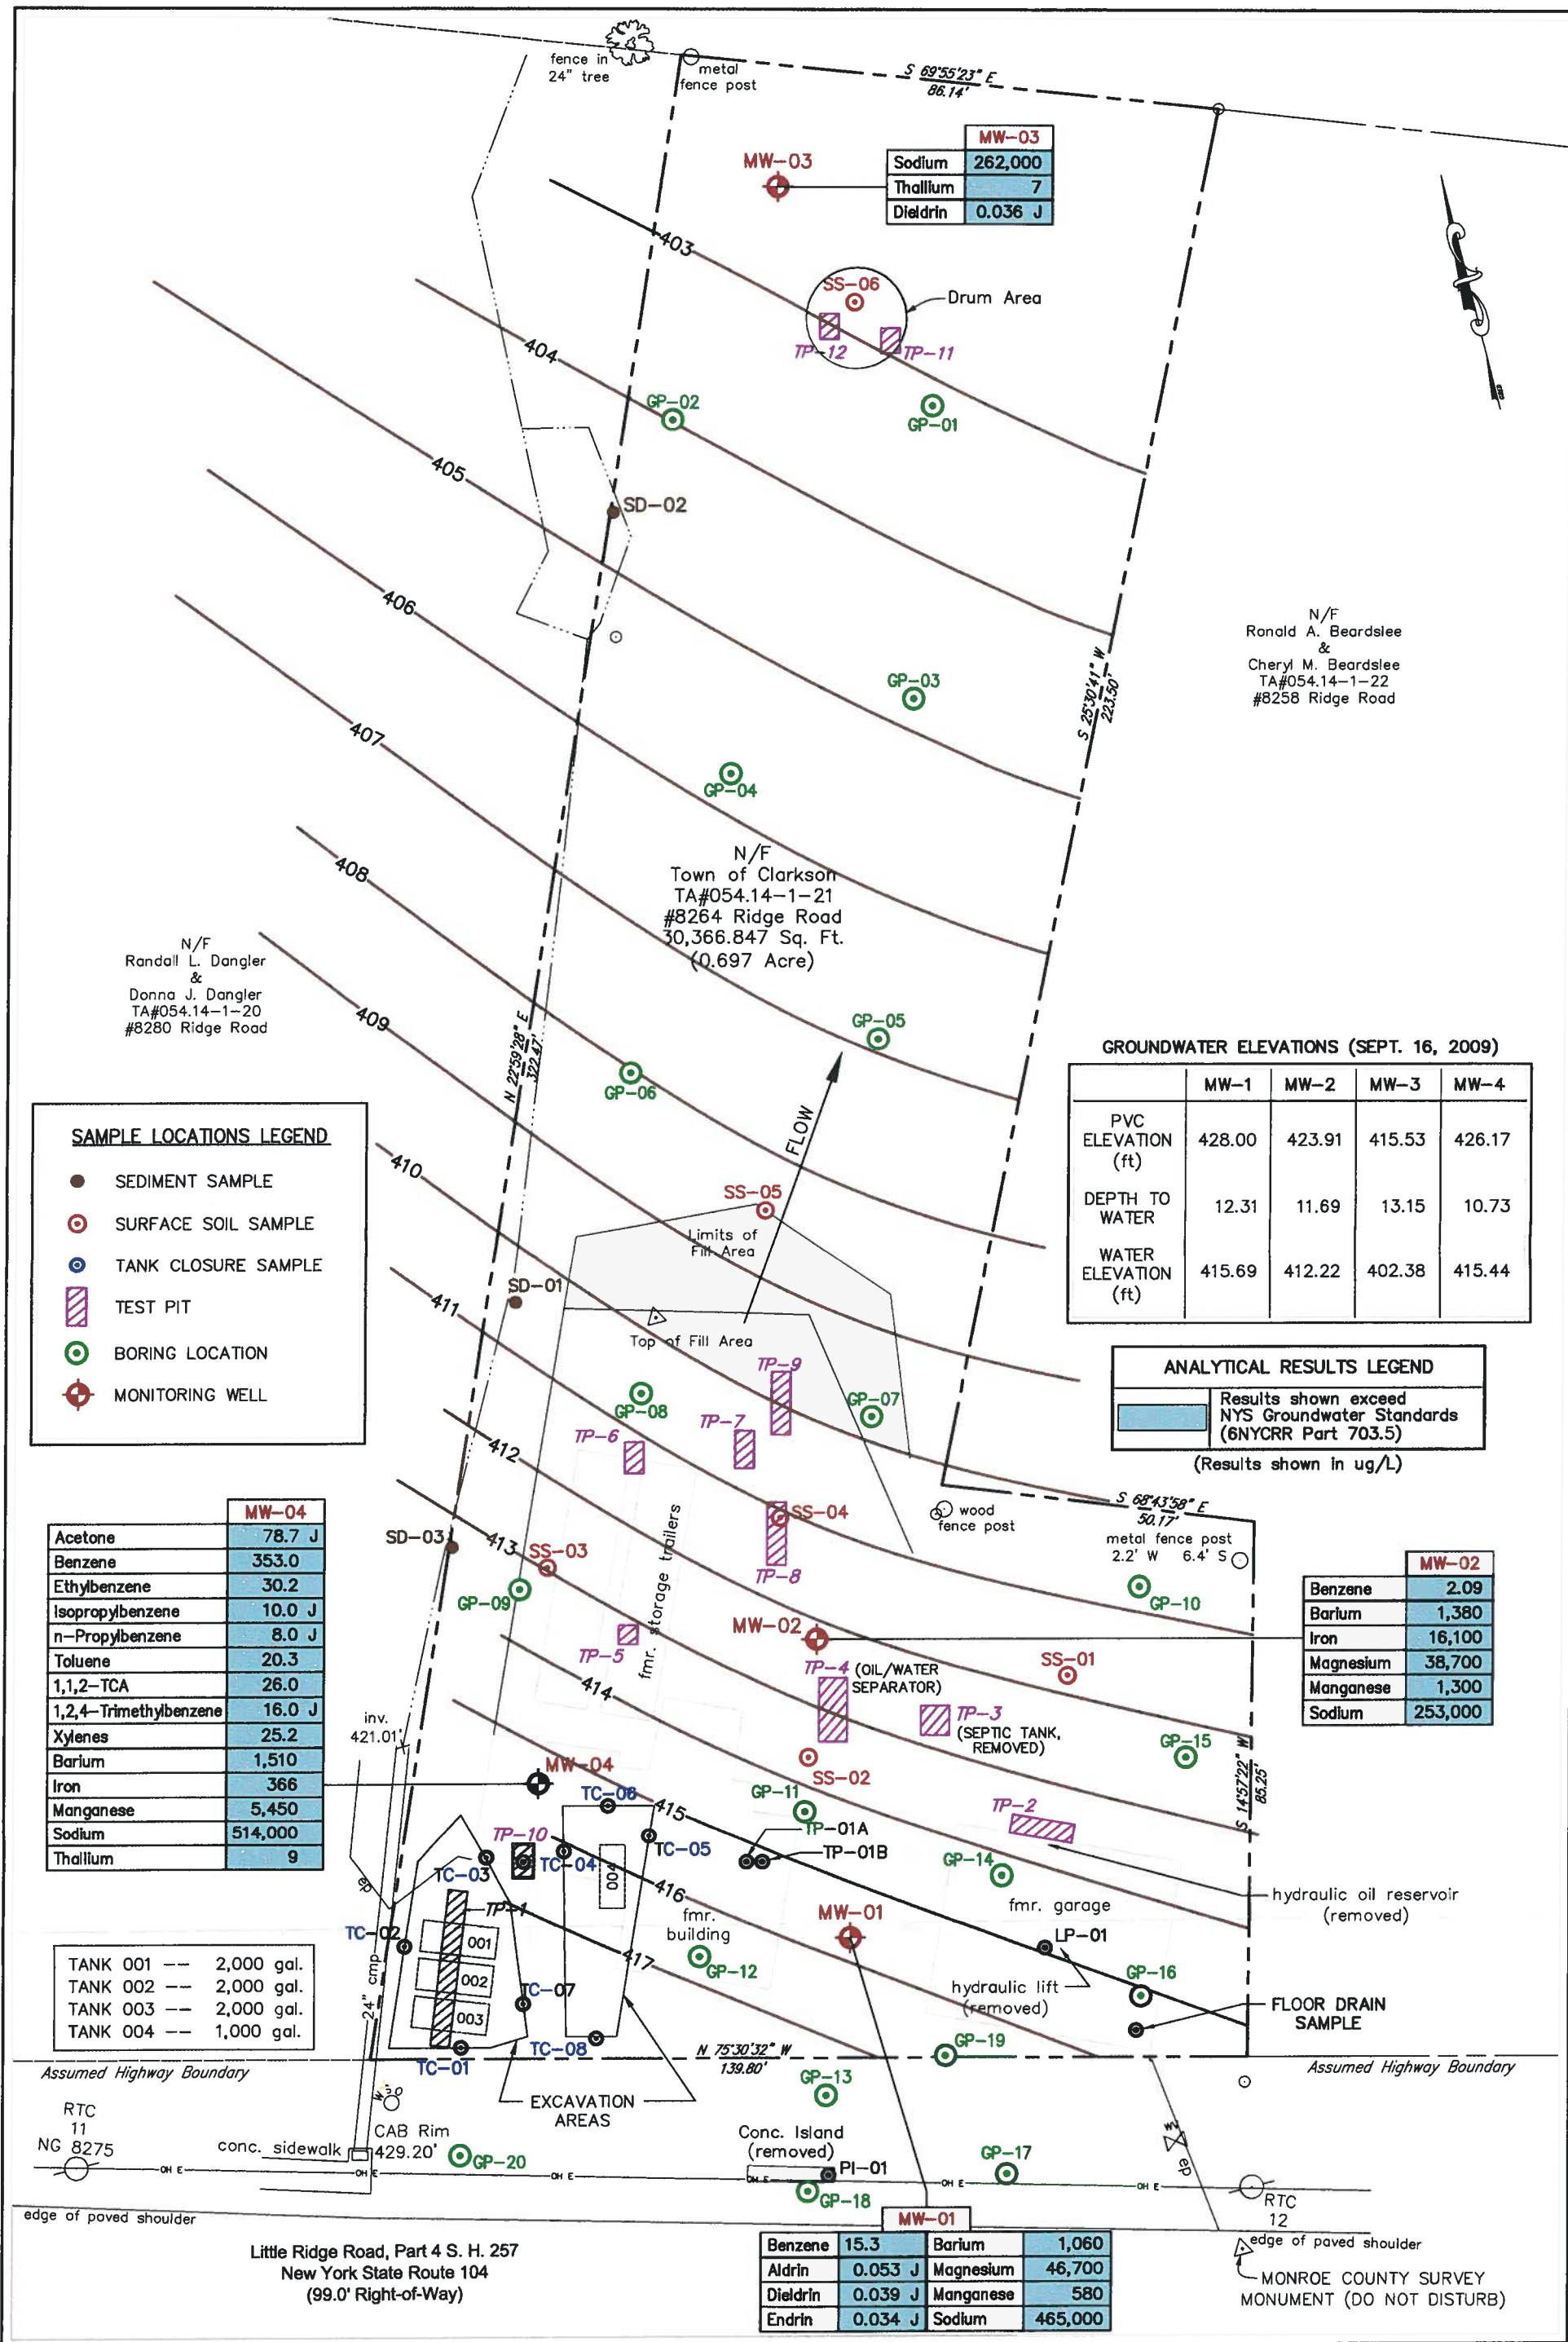 fence in
24" tree
metal
fence post
S 69°55'23" E
86.14'
MW-03
MW-03
Sodium 262,000
Thallium 7
Dieldrin 0.036 J
403
SS-06
Drum Area
TP-12
TP-11
404
GP-02
GP-01
405
SD-02
406
N/F
Ronald A. Beardslee
&
Cheryl M. Beardslee
TA#054.14-1-22
#8258 Ridge Road
S 25°30'41" W
223.50'
GP-03
407
GP-04
408
N/F
Town of Clarkson
TA#054.14-1-21
#8264 Ridge Road
30,366.847 Sq. Ft.
(0.697 Acre)
N/F
Randall L. Dangler
&
Donna J. Dangler
TA#054.14-1-20
#8280 Ridge Road
409
N 22°59'28" E
322.47'
GP-05
GP-06
FLOW
GROUNDWATER ELEVATIONS (SEPT. 16, 2009)
MW-1 MW-2 MW-3 MW-4
PVC
ELEVATION
(ft)
428.00 423.91 415.53 426.17
DEPTH TO
WATER
12.31 11.69 13.15 10.73
WATER
ELEVATION
(ft)
415.69 412.22 402.38 415.44
SAMPLE LOCATIONS LEGEND
SEDIMENT SAMPLE
SURFACE SOIL SAMPLE
TANK CLOSURE SAMPLE
TEST PIT
BORING LOCATION
MONITORING WELL
410
SS-05
Limits of
Fill Area
SD-01
411
Top of Fill Area
TP-9
GP-08
GP-07
TP-7
TP-6
412
ANALYTICAL RESULTS LEGEND
Results shown exceed
NYS Groundwater Standards
(6NYCRR Part 703.5)
(Results shown in ug/L)
S 68°43'58" E
50.17'
wood
fence post
metal fence post
2.2' W 6.4' S
SS-04
TP-8
fmr. storage trailers
SD-03
413
SS-03
GP-09
GP-10
MW-04
Acetone 78.7 J
Benzene 353.0
Ethylbenzene 30.2
Isopropylbenzene 10.0 J
n-Propylbenzene 8.0 J
Toluene 20.3
1,1,2-TCA 26.0
1,2,4-Trimethylbenzene 16.0 J
Xylenes 25.2
Barium 1,510
Iron 366
Manganese 5,450
Sodium 514,000
Thallium 9
MW-02
Benzene 2.09
Barium 1,380
Iron 16,100
Magnesium 38,700
Manganese 1,300
Sodium 253,000
MW-02
TP-5
TP-4 (OIL/WATER
SEPARATOR)
SS-01
414
TP-3
(SEPTIC TANK,
REMOVED)
inv.
421.01'
GP-15
S 14°57'22" W
85.25'
MW-04
SS-02
TC-06
GP-11
415
TP-2
TP-01A
TP-01B
TP-10
TC-05
TC-03
TC-04
004
GP-14
416
ep
hydraulic oil reservoir
(removed)
fmr. garage
TP-1
fmr.
building
MW-01
TC-02
001
417
LP-01
GP-12
002
003
TC-07
hydraulic lift
(removed)
GP-16
FLOOR DRAIN
SAMPLE
TANK 001 -- 2,000 gal.
TANK 002 -- 2,000 gal.
TANK 003 -- 2,000 gal.
TANK 004 -- 1,000 gal.
24" cmp
TC-08
TC-01
GP-19
N 75°30'32" W
139.80'
Assumed Highway Boundary
Assumed Highway Boundary
GP-13
EXCAVATION
AREAS
RTC
11
NG 8275
CAB Rim
429.20'
conc. sidewalk
GP-20
Conc. Island
(removed)
PI-01
GP-17
GP-18
OH E
OH E
OH E
OH E
OH E
OH E
ep
RTC
12
edge of paved shoulder
edge of paved shoulder
MW-01
Benzene 15.3 Barium 1,060
Aldrin 0.053 J Magnesium 46,700
Dieldrin 0.039 J Manganese 580
Endrin 0.034 J Sodium 465,000
Little Ridge Road, Part 4 S. H. 257
New York State Route 104
(99.0' Right-of-Way)
MONROE COUNTY SURVEY
MONUMENT (DO NOT DISTURB)